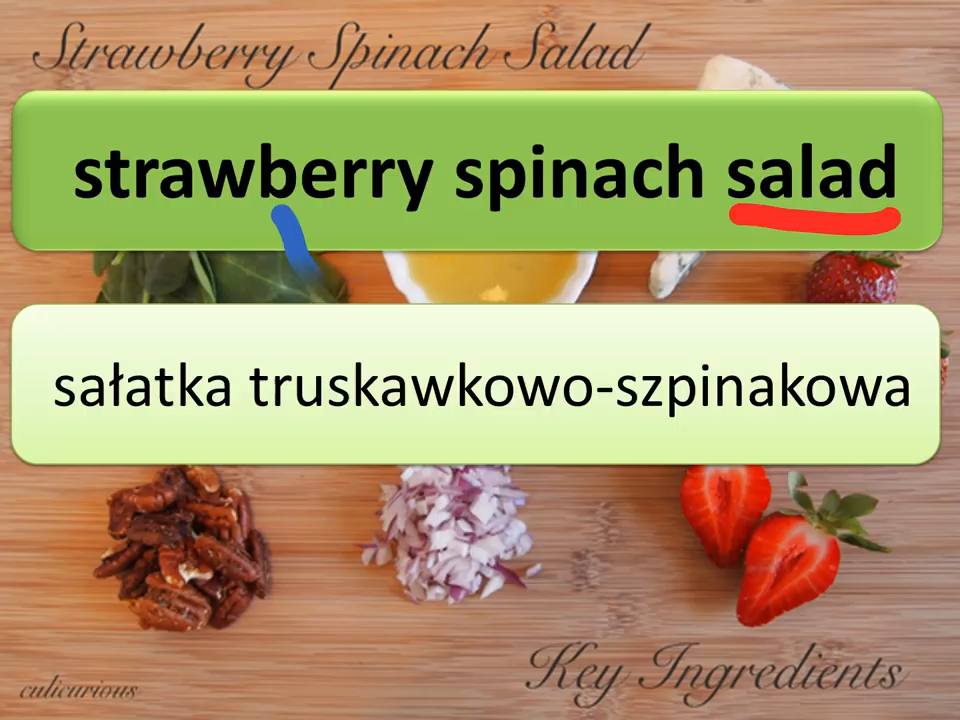 Strawberry Spinach Salad
strawberry spinach salad
sałatka truskawkowo-szpinakowa
Key Ingredients
culicurious